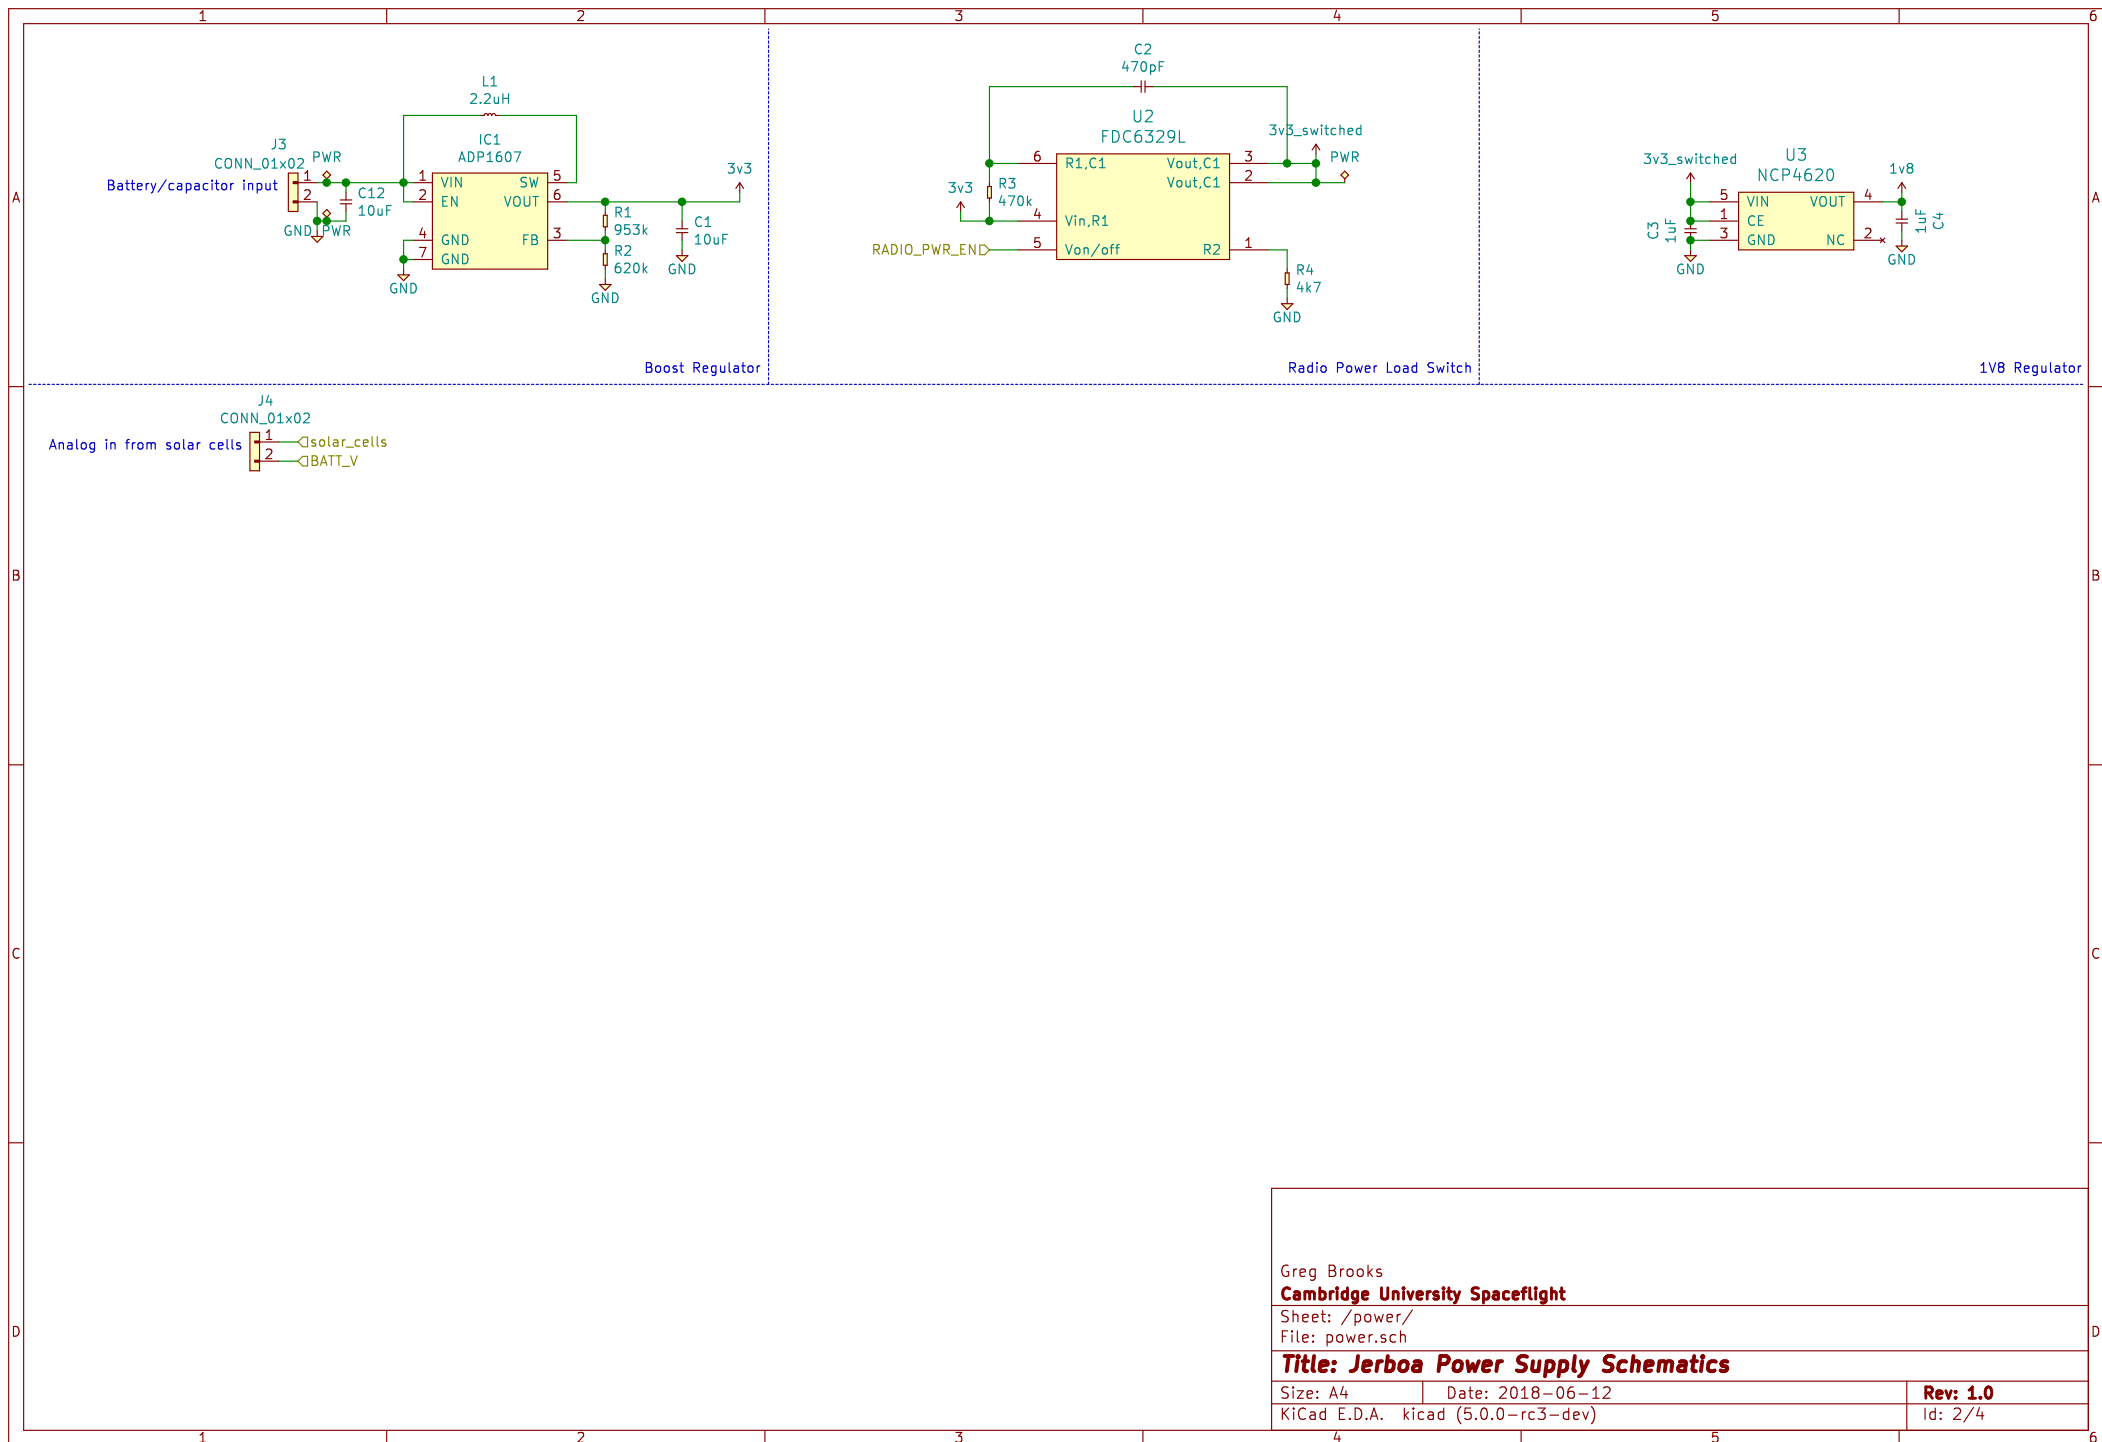 1 2 3 4 5 6
A
B
C
D
A
B
C
D
1 2 3 4 5 6
L1
2.2uH
IC1
ADP1607
J3
CONN_01x02
Battery/capacitor input
1
2
PWR
GND
PWR
C12
10uF
1 VIN
2 EN
4 GND
7 GND
SW 5
VOUT 6
FB 3
GND
R1
953k
R2
620k
GND
C1
10uF
GND
3v3
Boost Regulator
C2
470pF
U2
FDC6329L
6 R1,C1
4 Vin,R1
5 Von/off
Vout,C1 3
Vout,C1 2
R2 1
3v3
R3
470k
RADIO_PWR_EN
3v3_switched
PWR
R4
4k7
GND
Radio Power Load Switch
3v3_switched
U3
NCP4620
5 VIN
1 CE
3 GND
VOUT 4
NC 2
C3
1uF
GND
1v8
1uF
C4
GND
1V8 Regulator
J4
CONN_01x02
Analog in from solar cells
1 solar_cells
2 BATT_V
Greg Brooks
Cambridge University Spaceflight
Sheet: /power/
File: power.sch
Title: Jerboa Power Supply Schematics
Size: A4 Date: 2018-06-12 Rev: 1.0
KiCad E.D.A. kicad (5.0.0-rc3-dev) Id: 2/4